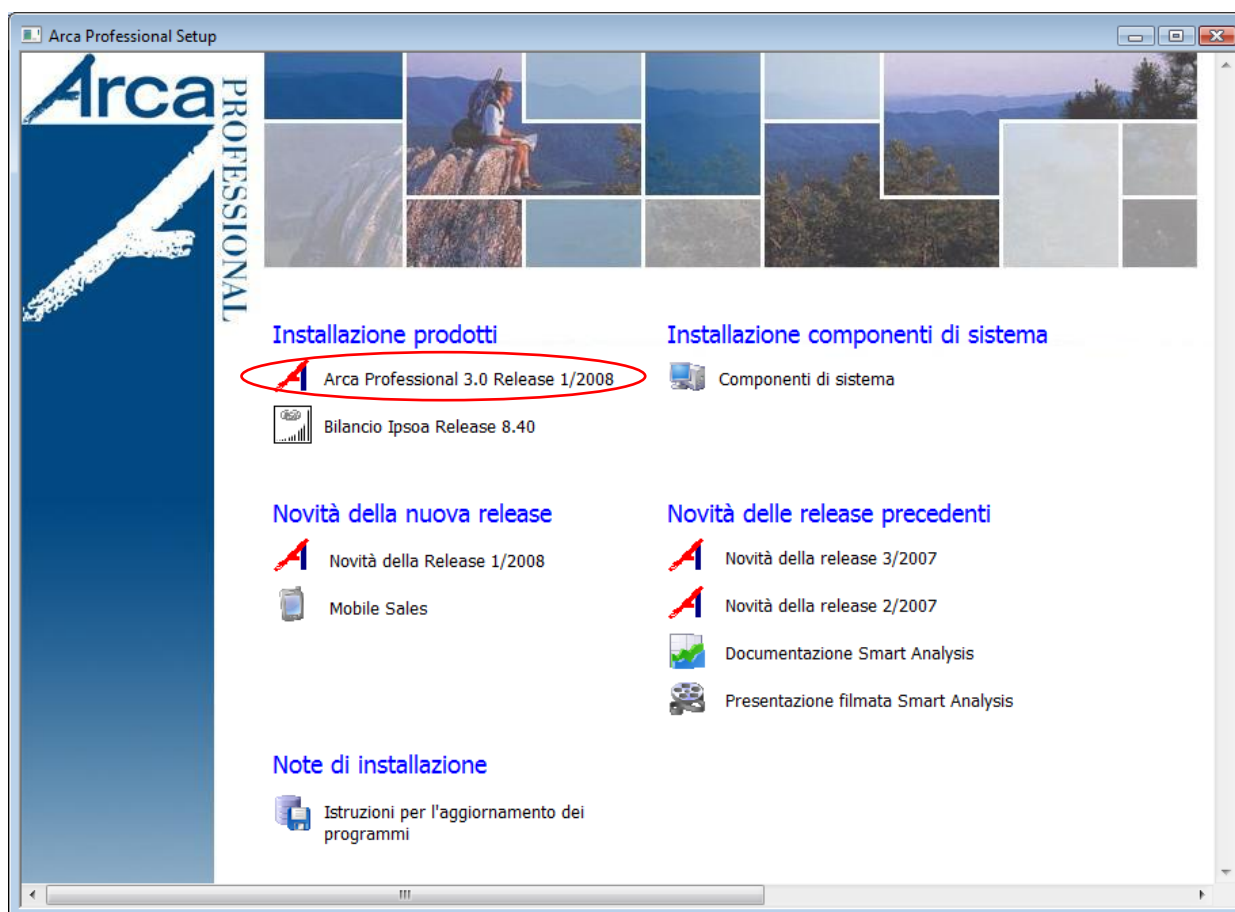 Arca Professional Setup
Arca
PROFESSIONAL
Installazione prodotti
Arca Professional 3.0 Release 1/2008
Bilancio Ipsoa Release 8.40
Installazione componenti di sistema
Componenti di sistema
Novità della nuova release
Novità della Release 1/2008
Mobile Sales
Novità delle release precedenti
Novità della release 3/2007
Novità della release 2/2007
Documentazione Smart Analysis
Presentazione filmata Smart Analysis
Note di installazione
Istruzioni per l'aggiornamento dei
programmi